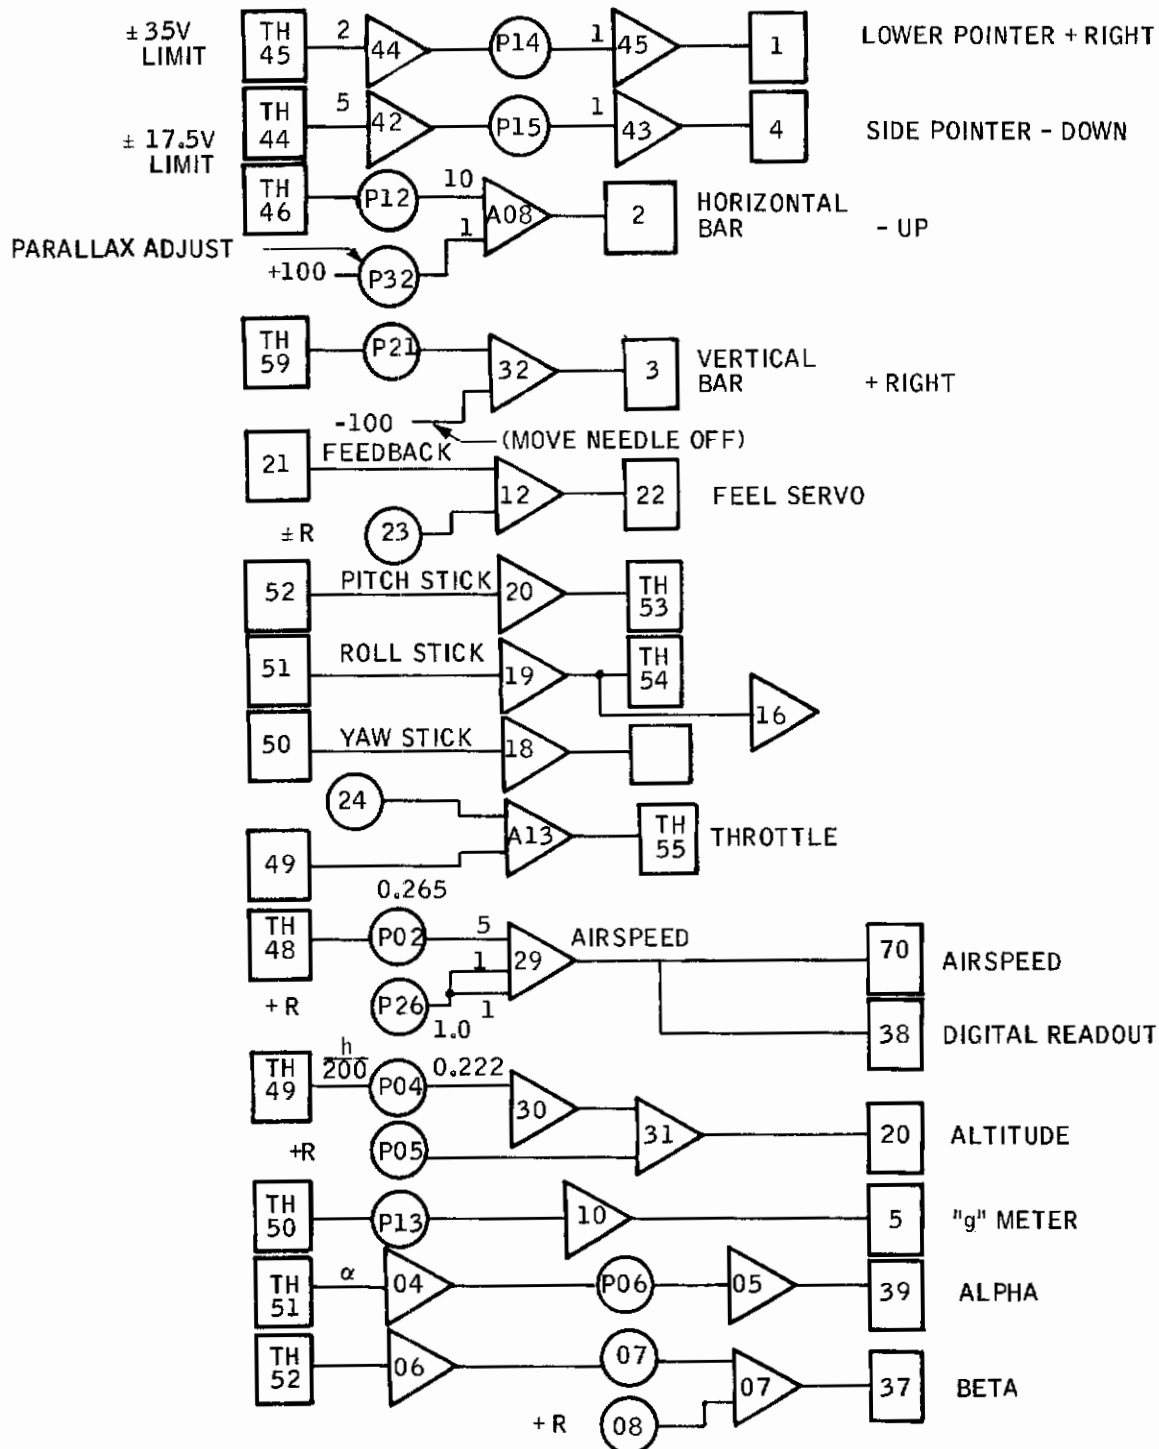 ± 35V
LIMIT
TH
45
2
44
P14
1
45
1
LOWER POINTER + RIGHT
± 17.5V
LIMIT
TH
44
5
42
P15
1
43
4
SIDE POINTER - DOWN
TH
46
P12
10
1
A08
2
HORIZONTAL
BAR
- UP
PARALLAX ADJUST
+100
P32
TH
59
P21
32
3
VERTICAL
BAR
+ RIGHT
-100
(MOVE NEEDLE OFF)
21
FEEDBACK
12
22
FEEL SERVO
± R
23
52
PITCH STICK
20
TH
53
51
ROLL STICK
19
TH
54
16
50
YAW STICK
18
24
A13
TH
55
THROTTLE
49
0.265
TH
48
P02
5
1
29
AIRSPEED
70
AIRSPEED
+ R
P26
1
1.0
38
DIGITAL READOUT
TH
49
h
200
P04
0.222
30
31
20
ALTITUDE
+R
P05
TH
50
P13
10
5
"g" METER
TH
51
α
04
P06
05
39
ALPHA
TH
52
06
07
07
37
BETA
+ R
08